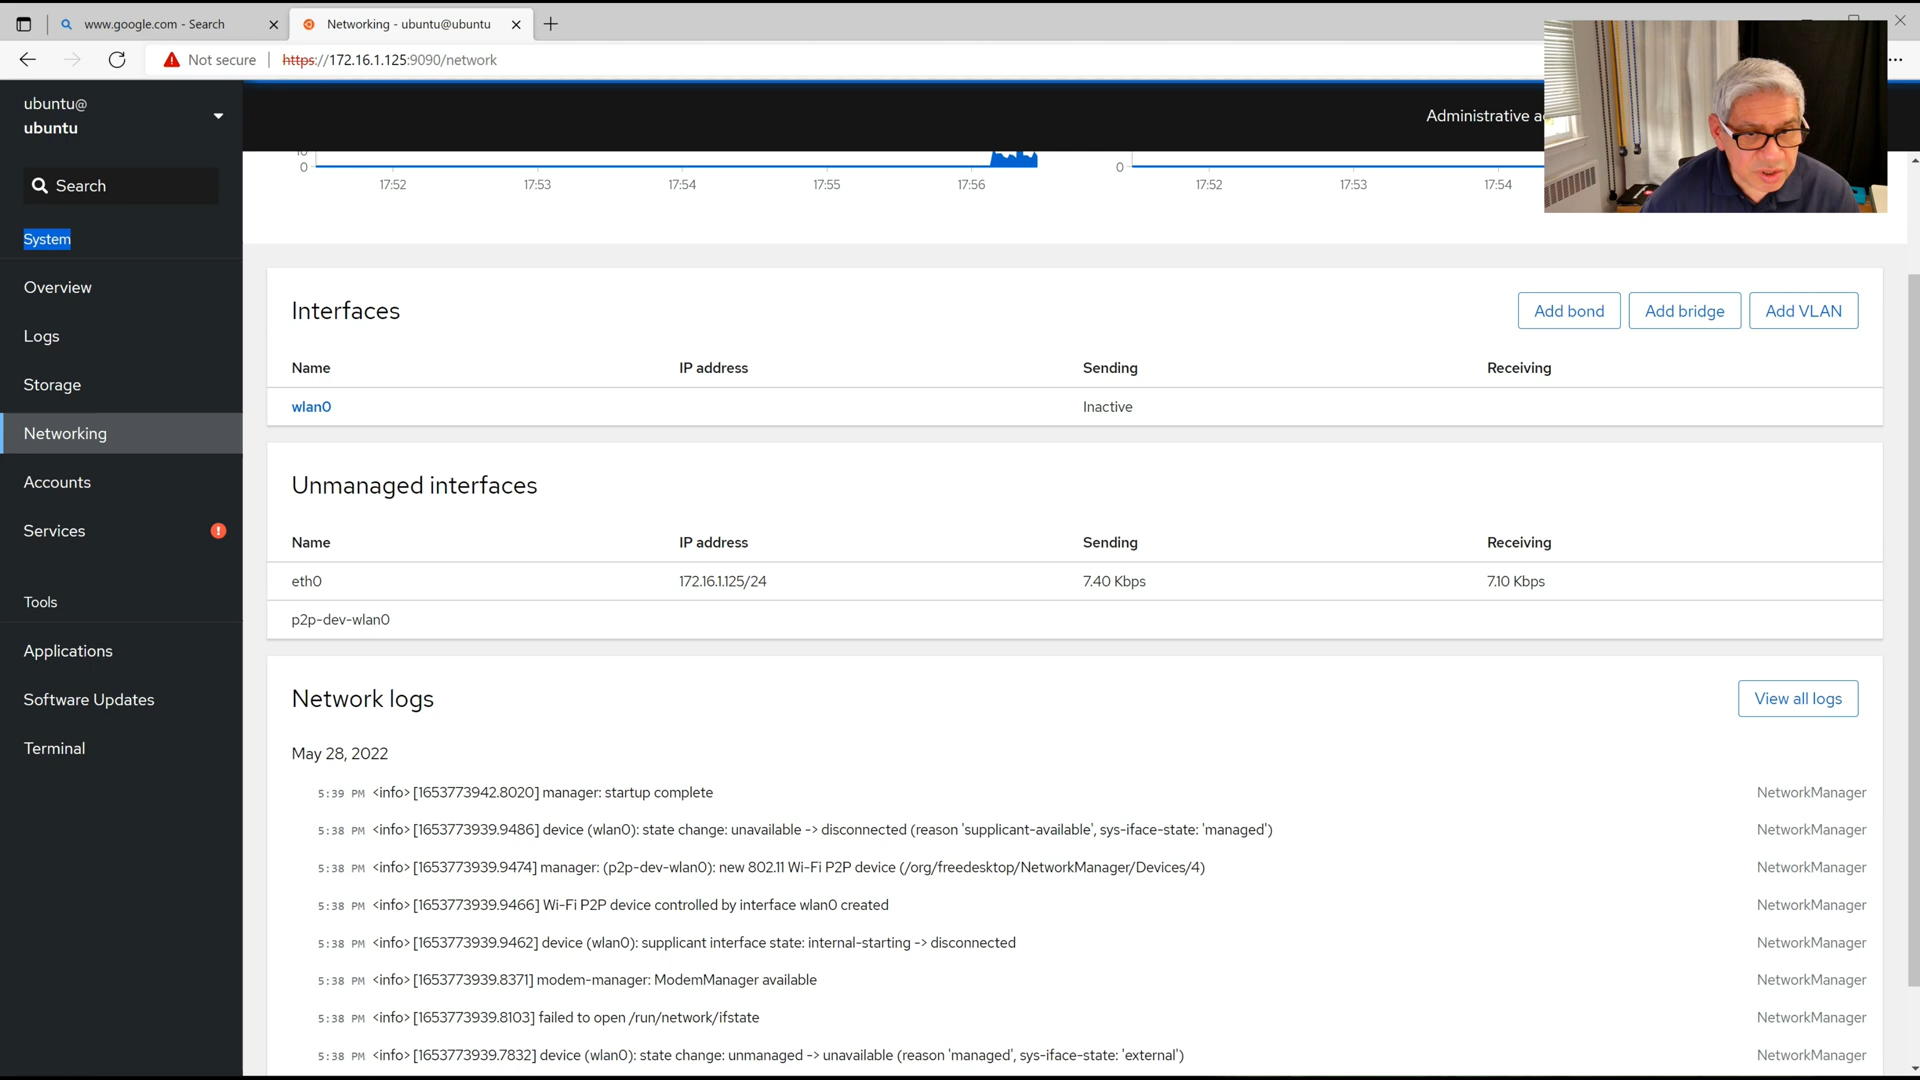 www.google.com - Search
Networking - ubuntu@ubuntu
Not secure
https://172.16.1.125:9090/network
ubuntu@
ubuntu
Administrative
Search
0
17:52 17:53 17:54 17:55 17:56
0
17:52 17:53 17:54
System
Overview
Logs
Storage
Networking
Accounts
Services
Tools
Applications
Software Updates
Terminal
Interfaces
Add bond
Add bridge
Add VLAN
Name IP address Sending Receiving
wlan0 Inactive
Unmanaged interfaces
Name IP address Sending Receiving
eth0 172.16.1.125/24 7.40 Kbps 7.10 Kbps
p2p-dev-wlan0
Network logs
View all logs
May 28, 2022
5:39 PM <info> [1653773942.8020] manager: startup complete NetworkManager
5:38 PM <info> [1653773939.9486] device (wlan0): state change: unavailable -> disconnected (reason 'supplicant-available', sys-iface-state: 'managed') NetworkManager
5:38 PM <info> [1653773939.9474] manager: (p2p-dev-wlan0): new 802.11 Wi-Fi P2P device (/org/freedesktop/NetworkManager/Devices/4) NetworkManager
5:38 PM <info> [1653773939.9466] Wi-Fi P2P device controlled by interface wlan0 created NetworkManager
5:38 PM <info> [1653773939.9462] device (wlan0): supplicant interface state: internal-starting -> disconnected NetworkManager
5:38 PM <info> [1653773939.8371] modem-manager: ModemManager available NetworkManager
5:38 PM <info> [1653773939.8103] failed to open /run/network/ifstate NetworkManager
5:38 PM <info> [1653773939.7832] device (wlan0): state change: unmanaged -> unavailable (reason 'managed', sys-iface-state: 'external') NetworkManager